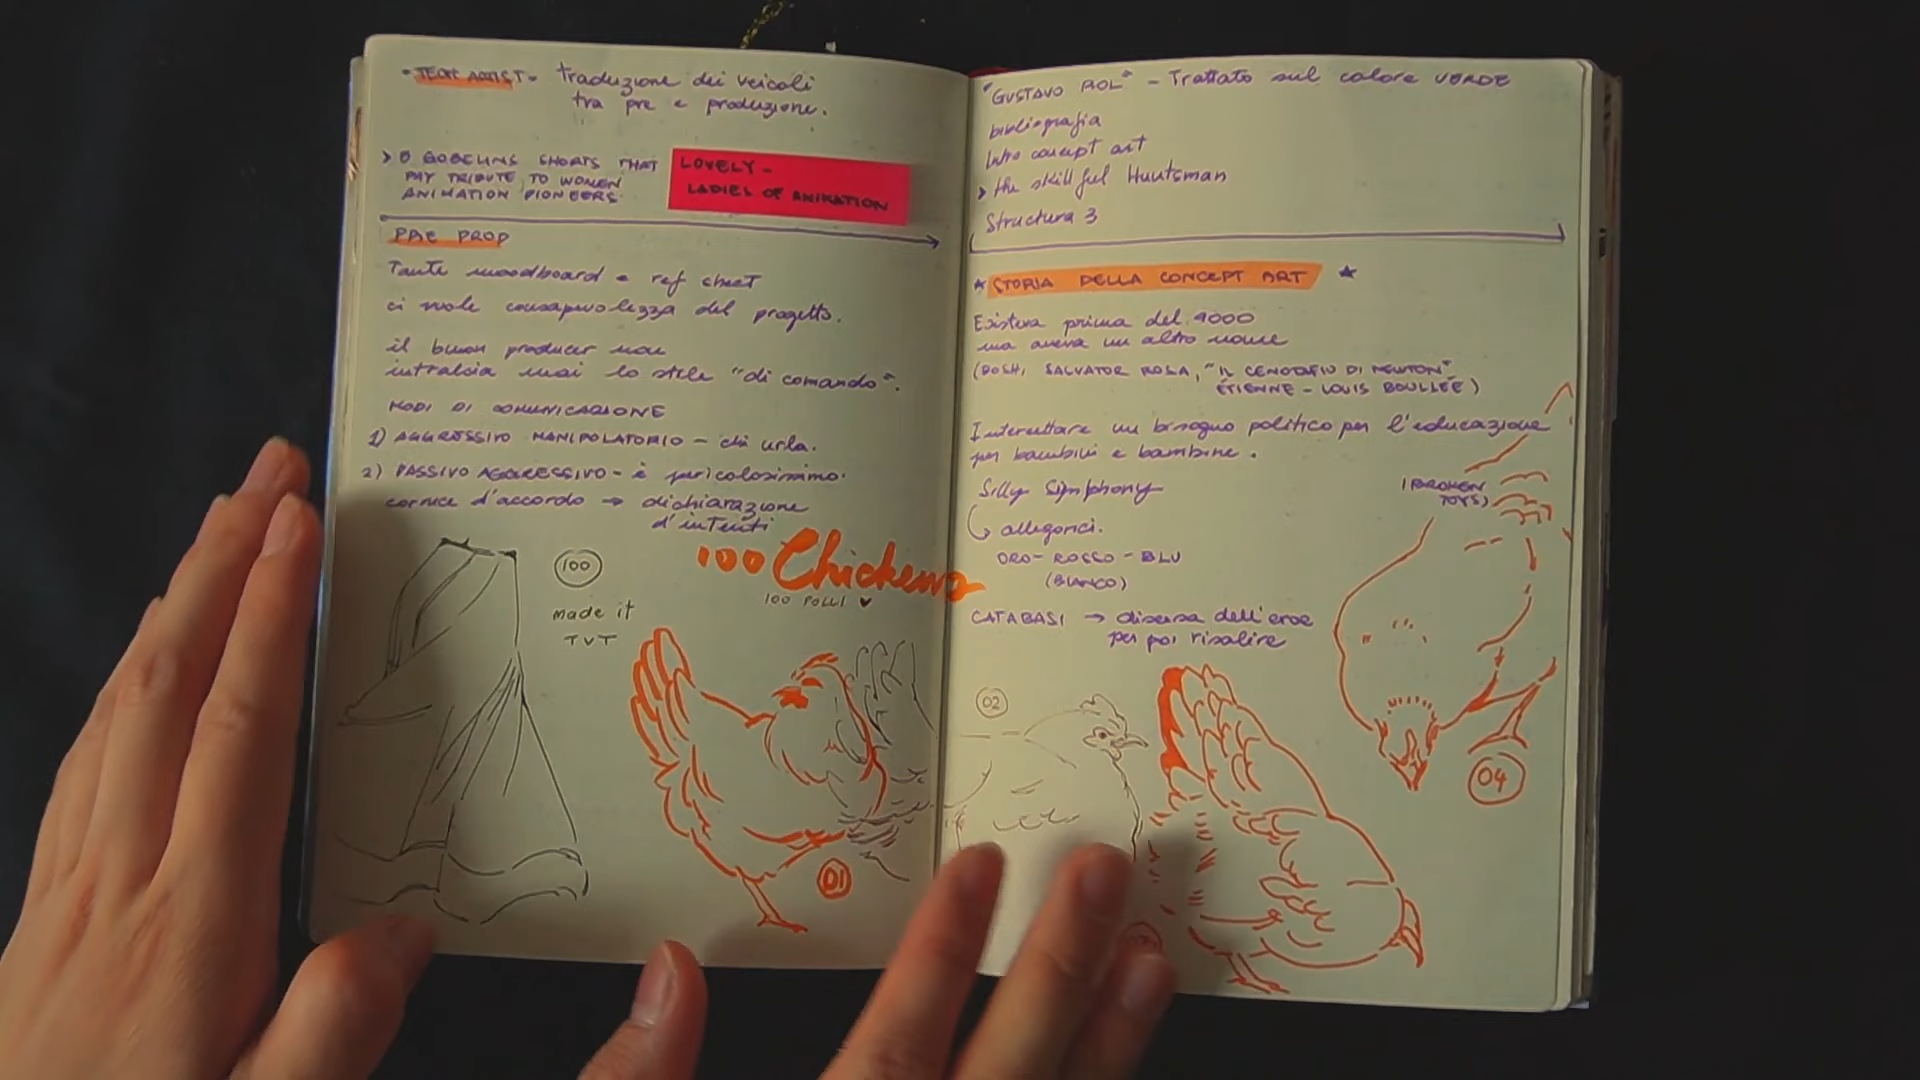 - TECH ARTIST - traduzione dei veicoli
tra pre e produzione.
> 8 GOBELINS SHORTS THAT
PAY TRIBUTE TO WOMEN
ANIMATION PIONEERS.
LOVELY -
LADIES OF ANIMATION
PRE PROD
Tante moodboard e ref sheet
ci vuole consapevolezza del progetto.
il buon producer non
intralcia mai lo stile "di comando".
MODI DI COMUNICAZIONE
1) AGGRESSIVO MANIPOLATORIO - chi urla.
2) PASSIVO AGGRESSIVO - è pericolosissimo.
cornice d'accordo → dichiarazione
d'intenti
100 Chickens
100 POLLI ♥
100
made it
TVT
01
"GUSTAVO ROL" - Trattato sul colore VERDE
bibliografia
Intro concept art
> the skillful Huntsman
Structura 3
★ STORIA DELLA CONCEPT ART ★
Esisteva prima del 9000
ma aveva un altro nome
(BOSH, SALVATOR ROSA, "IL CENOTAFIO DI NEWTON"
ÉTIENNE - LOUIS BOULLÉE)
Intercettare un bisogno politico per l'educazione
per bambini e bambine.
(BROKEN
TOYS)
Silly Simphony
↳ allegorici.
ORO - ROSSO - BLU
(BIANCO)
CATABASI → discesa dell'eroe
per poi risalire
02
04
03